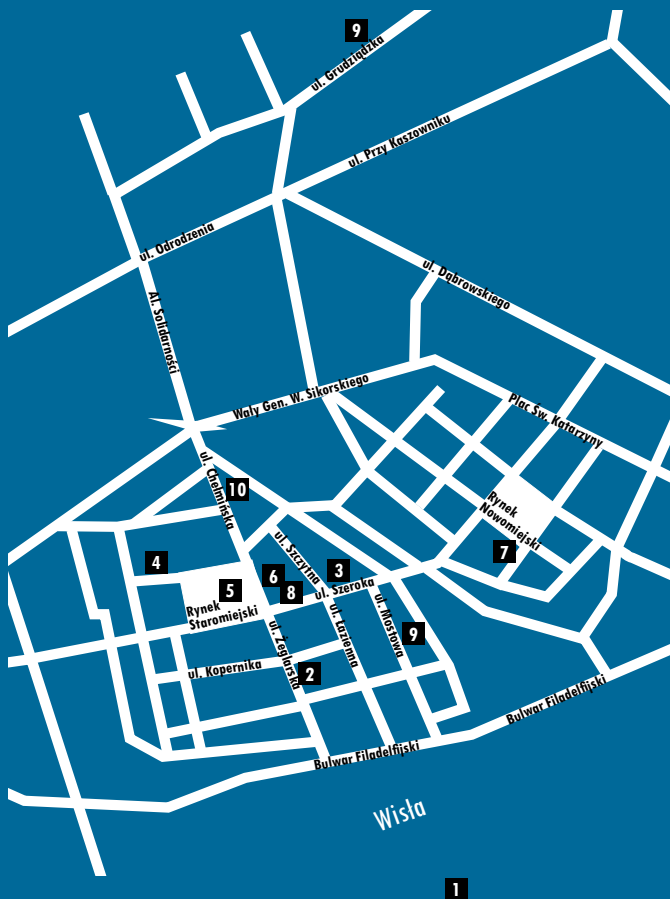 9
ul. Grudziądzka
ul. Przy Kaszowniku
ul. Odrodzenia
ul. Dąbrowskiego
Al. Solidarności
Wały Gen. W. Sikorskiego
Plac Św. Katarzyny
ul. Chełmińska
10
Rynek
Nowomiejski
7
ul. Szczytna
4
3
6
5
8
ul. Szeroka
Rynek
Staromiejski
ul. Żeglarska
ul. Łazienna
ul. Mostowa
9
ul. Kopernika
2
Bulwar Filadelfijski
Bulwar Filadelfijski
Wisła
1